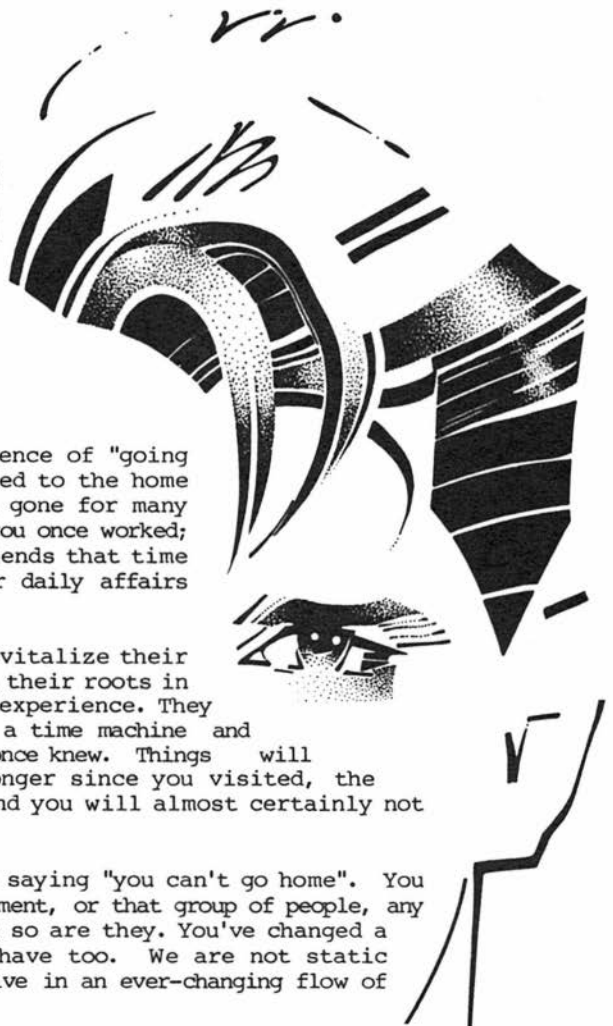 ence of "going
ed to the home
gone for many
ou once worked;
ends that time
r daily affairs
vitalize their
their roots in
experience. They
a time machine and
once knew. Things will
nger since you visited, the
nd you will almost certainly not
saying "you can't go home". You
ment, or that group of people, any
so are they. You've changed a
have too. We are not static
ive in an ever-changing flow of